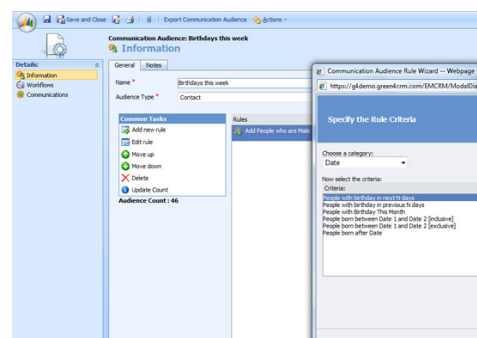 Save and Close
Export Communication Audience
Actions
Communication Audience: Birthdays this week
Information
Details:
Information
Workflows
Communications
General
Notes
Name *
Birthdays this week
Audience Type *
Contact
Common Tasks
Add new rule
Edit rule
Move up
Move down
Delete
Update Count
Audience Count : 46
Rules
Add People who are Male
Communication Audience Rule Wizard -- Webpage
https://g4demo.green4crm.com/EMCRM/ModalDia
Specify the Rule Criteria
Choose a category:
Date
Now select the criteria:
Criteria:
People with birthday in next N days
People with birthday in previous N days
People with Birthday This Month
People born between Date 1 and Date 2 [inclusive]
People born between Date 1 and Date 2 [exclusive]
People born after Date